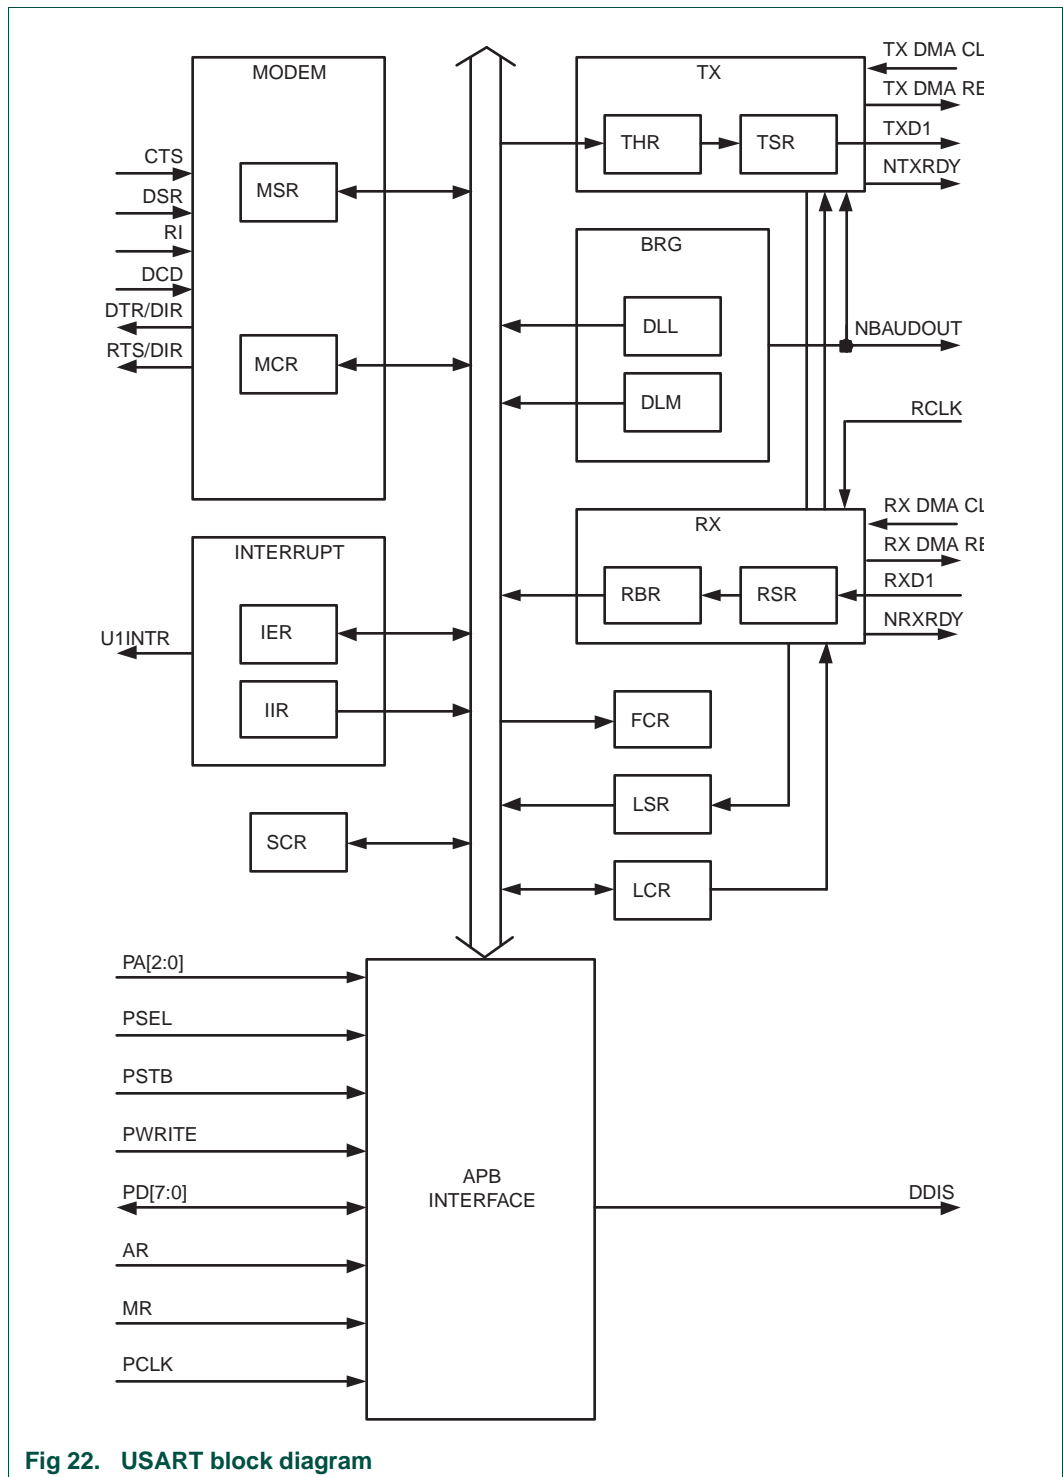 MODEM
CTS
DSR
RI
DCD
DTR/DIR
RTS/DIR
MSR
MCR
INTERRUPT
U1INTR
IER
IIR
SCR
TX
THR
TSR
TX DMA CL
TX DMA RE
TXD1
NTXRDY
BRG
DLL
DLM
NBAUDOUT
RCLK
RX
RBR
RSR
RX DMA CL
RX DMA RE
RXD1
NRXRDY
FCR
LSR
LCR
PA[2:0]
PSEL
PSTB
PWRITE
PD[7:0]
AR
MR
PCLK
APB
INTERFACE
DDIS
Fig 22. USART block diagram